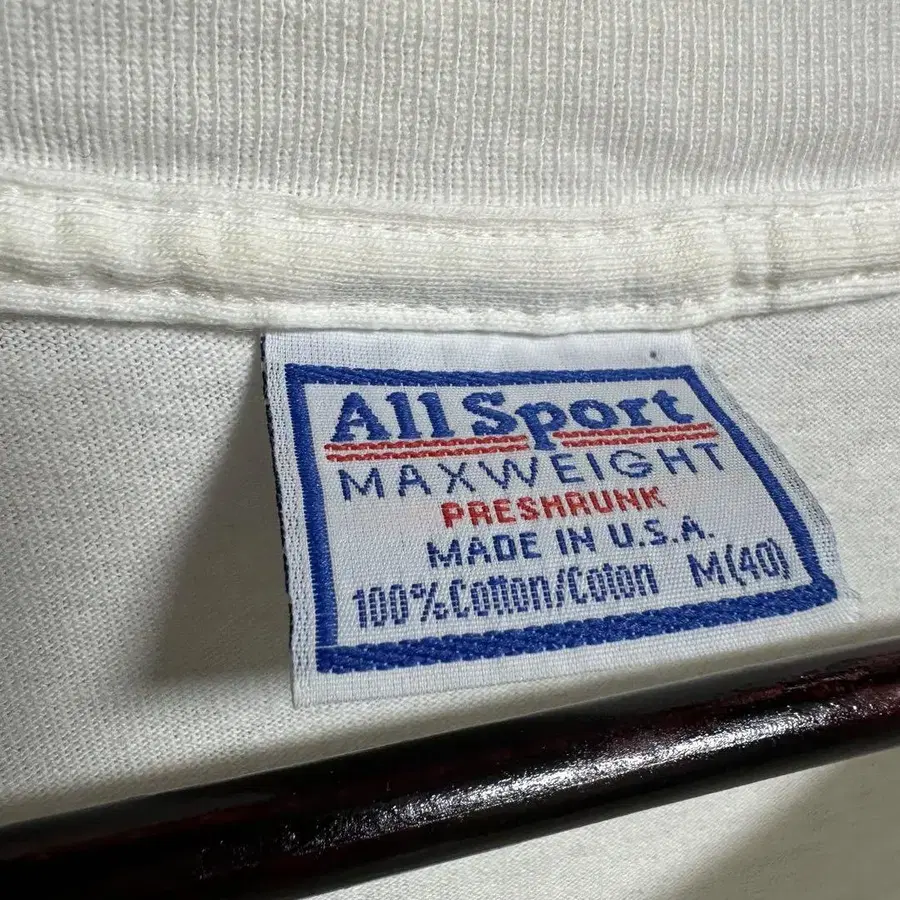 All Sport
MAXWEIGHT
PRESHRUNK
MADE IN U.S.A.
100% Cotton/Coton M(40)